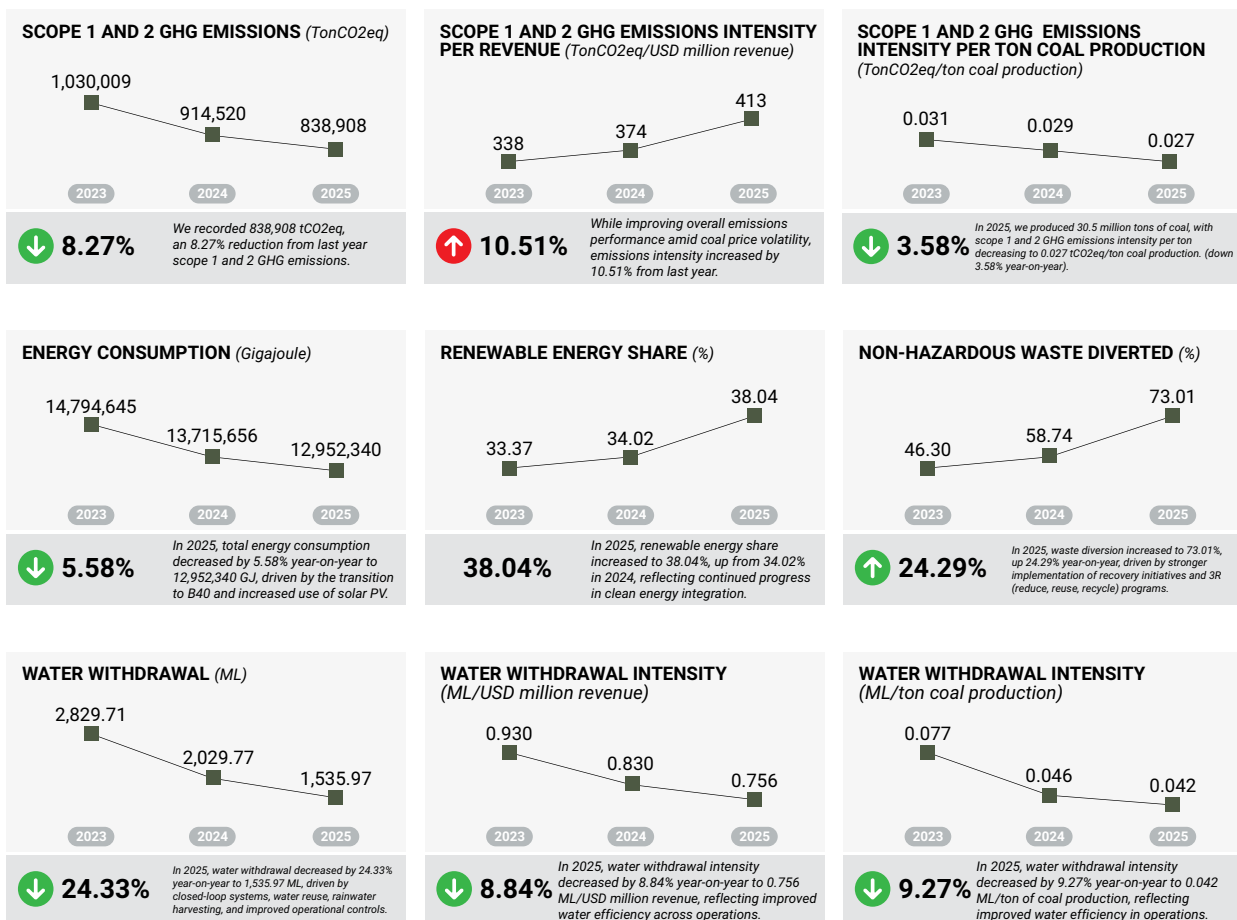 SCOPE 1 AND 2 GHG EMISSIONS (TonCO2eq)
1,030,009
914,520
838,908
2023
2024
2025
8.27%
We recorded 838,908 tCO2eq,
an 8.27% reduction from last year
scope 1 and 2 GHG emissions.
SCOPE 1 AND 2 GHG EMISSIONS INTENSITY
PER REVENUE (TonCO2eq/USD million revenue)
338
374
413
2023
2024
2025
10.51%
While improving overall emissions
performance amid coal price volatility,
emissions intensity increased by
10.51% from last year.
SCOPE 1 AND 2 GHG EMISSIONS
INTENSITY PER TON COAL PRODUCTION
(TonCO2eq/ton coal production)
0.031
0.029
0.027
2023
2024
2025
3.58%
In 2025, we produced 30.5 million tons of coal, with
scope 1 and 2 GHG emissions intensity per ton
decreasing to 0.027 tCO2eq/ton coal production. (down
3.58% year-on-year).
ENERGY CONSUMPTION (Gigajoule)
14,794,645
13,715,656
12,952,340
2023
2024
2025
5.58%
In 2025, total energy consumption
decreased by 5.58% year-on-year to
12,952,340 GJ, driven by the transition
to B40 and increased use of solar PV.
RENEWABLE ENERGY SHARE (%)
33.37
34.02
38.04
2023
2024
2025
38.04%
In 2025, renewable energy share
increased to 38.04%, up from 34.02%
in 2024, reflecting continued progress
in clean energy integration.
NON-HAZARDOUS WASTE DIVERTED (%)
46.30
58.74
73.01
2023
2024
2025
24.29%
In 2025, waste diversion increased to 73.01%,
up 24.29% year-on-year, driven by stronger
implementation of recovery initiatives and 3R
(reduce, reuse, recycle) programs.
WATER WITHDRAWAL (ML)
2,829.71
2,029.77
1,535.97
2023
2024
2025
24.33%
In 2025, water withdrawal decreased by 24.33%
year-on-year to 1,535.97 ML, driven by
closed-loop systems, water reuse, rainwater
harvesting, and improved operational controls.
WATER WITHDRAWAL INTENSITY
(ML/USD million revenue)
0.930
0.830
0.756
2023
2024
2025
8.84%
In 2025, water withdrawal intensity
decreased by 8.84% year-on-year to 0.756
ML/USD million revenue, reflecting improved
water efficiency across operations.
WATER WITHDRAWAL INTENSITY
(ML/ton coal production)
0.077
0.046
0.042
2023
2024
2025
9.27%
In 2025, water withdrawal intensity
decreased by 9.27% year-on-year to 0.042
ML/ton of coal production, reflecting
improved water efficiency in operations.